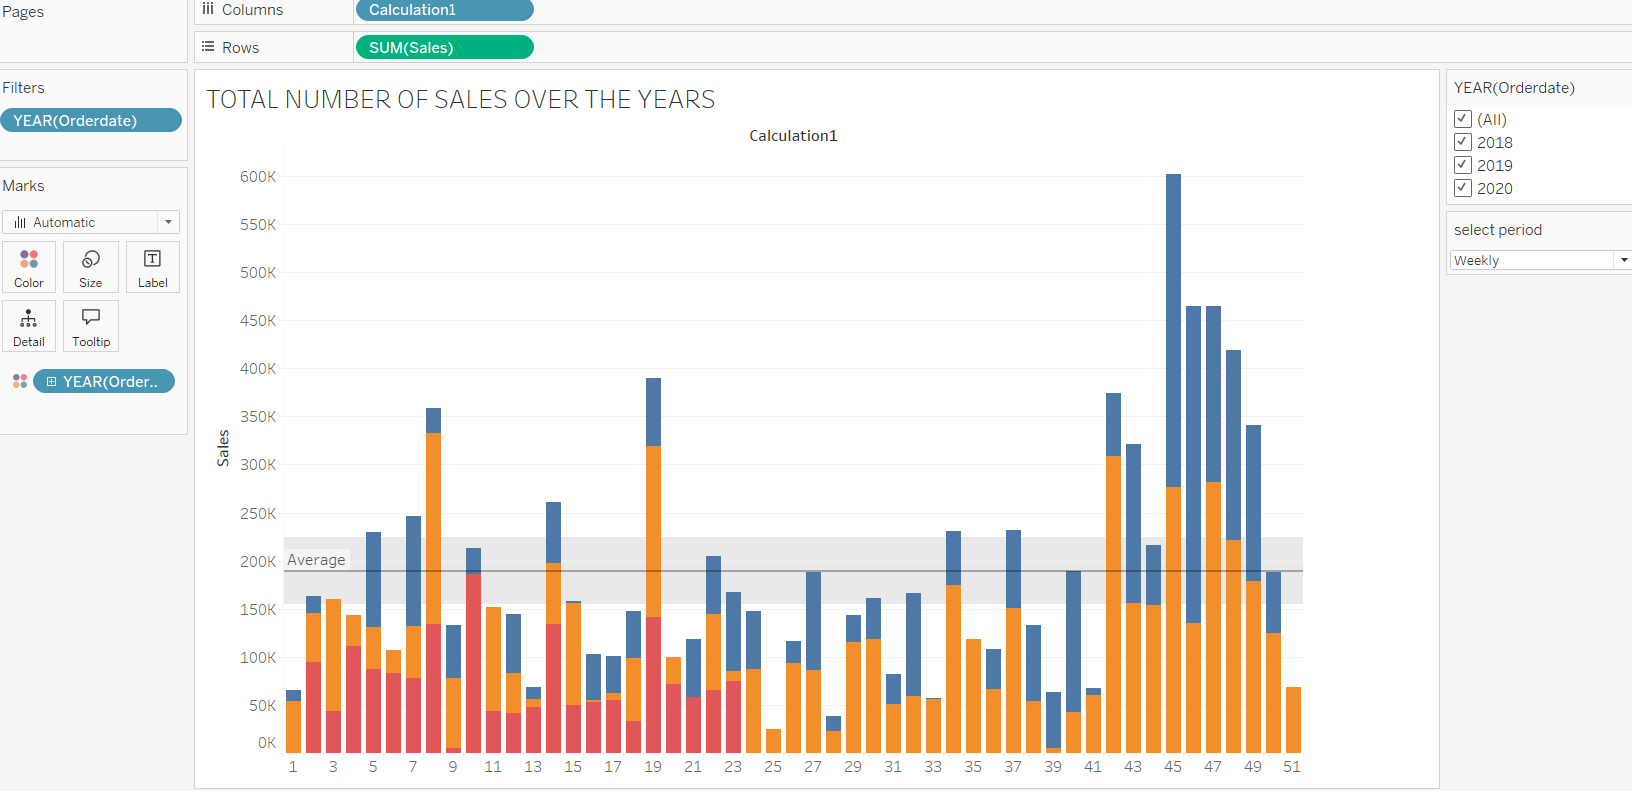 Pages
Columns
Calculation1
Rows
SUM(Sales)
Filters
YEAR(Orderdate)
Marks
Automatic
Color
Size
Label
Detail
Tooltip
YEAR(Order..
TOTAL NUMBER OF SALES OVER THE YEARS
Calculation1
600K
550K
500K
450K
400K
350K
300K
250K
200K
150K
100K
50K
0K
Sales
Average
1 3 5 7 9 11 13 15 17 19 21 23 25 27 29 31 33 35 37 39 41 43 45 47 49 51
YEAR(Orderdate)
(All)
2018
2019
2020
select period
Weekly